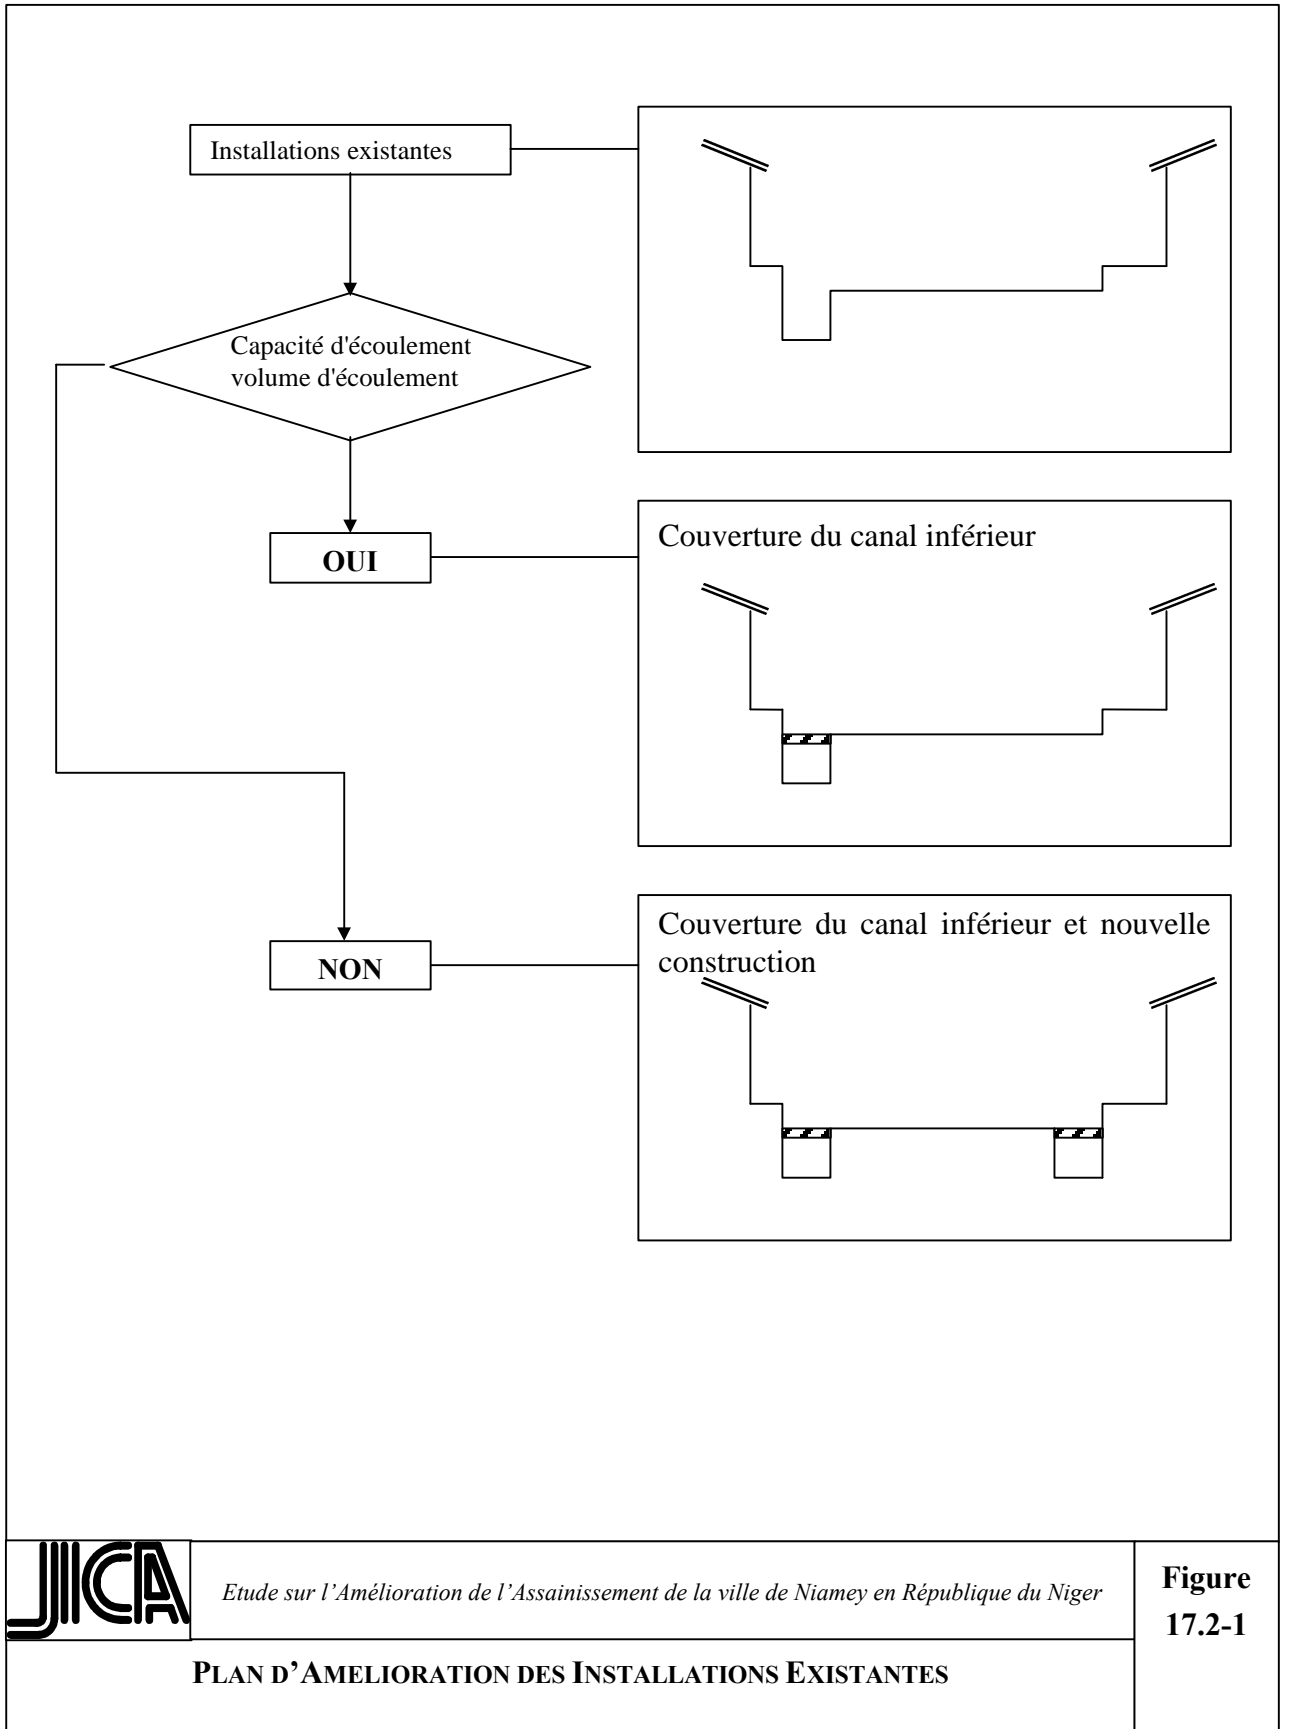 Installations existantes
Capacité d'écoulement
volume d'écoulement
OUI
Couverture du canal inférieur
NON
Couverture du canal inférieur et nouvelle
construction
JICA
Etude sur l’Amélioration de l’Assainissement de la ville de Niamey en République du Niger
Figure
17.2-1
PLAN D’AMELIORATION DES INSTALLATIONS EXISTANTES